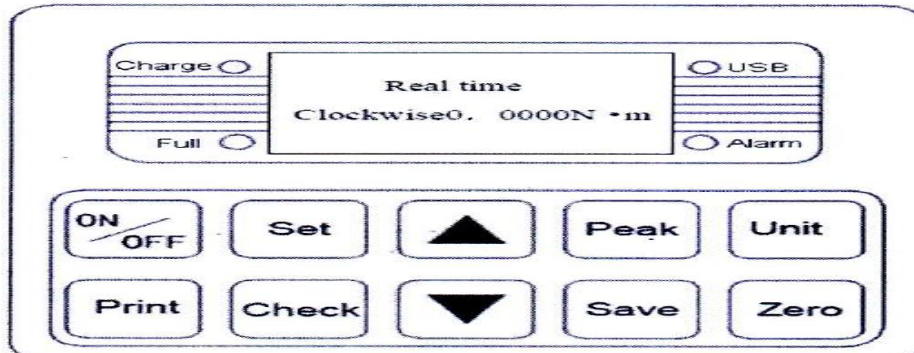 Charge
USB
Real time
Clockwise0. 0000N •m
Full
Alarm
ON/OFF
Set
▲
Peak
Unit
Print
Check
▼
Save
Zero